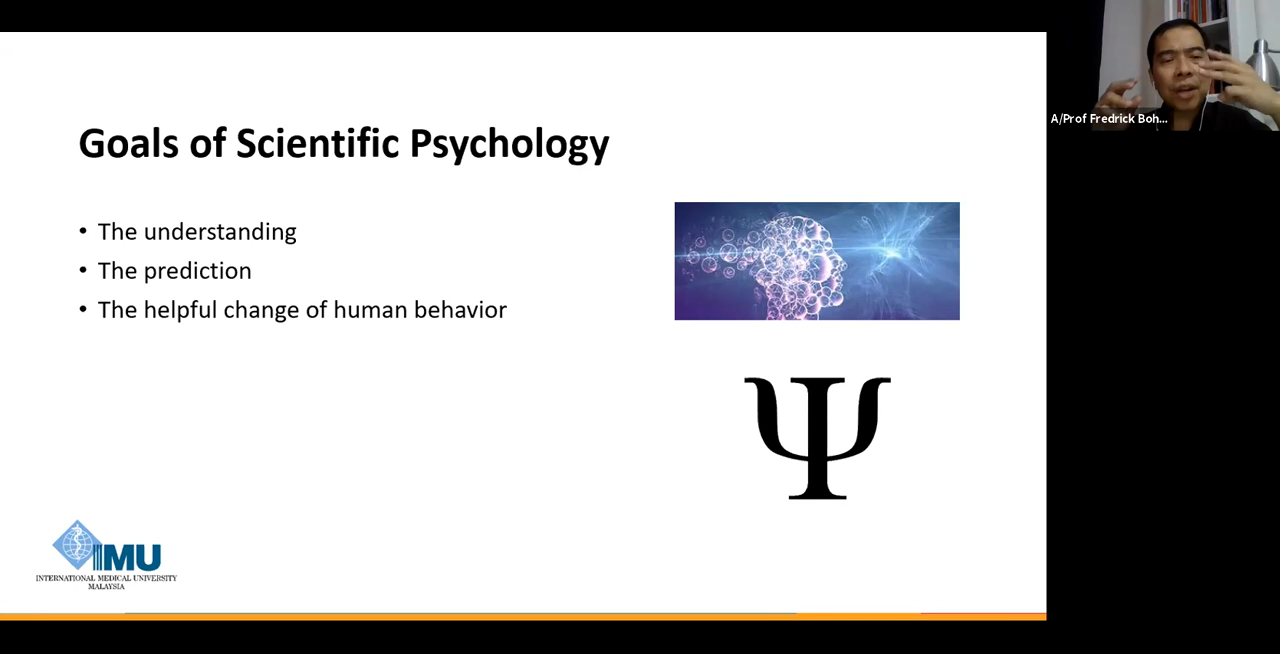 Goals of Scientific Psychology
• The understanding
• The prediction
• The helpful change of human behavior
Ψ
IMU
INTERNATIONAL MEDICAL UNIVERSITY
MALAYSIA
A/Prof Fredrick Boh...